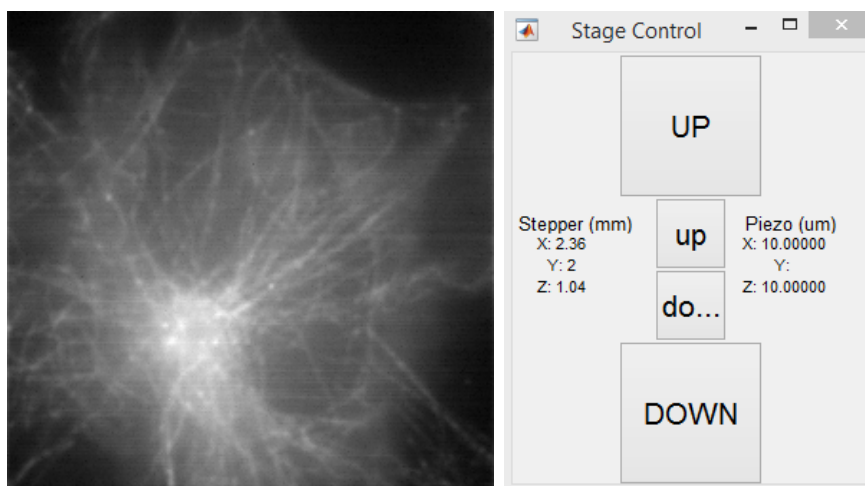 Stage Control
UP
Stepper (mm)
X: 2.36
Y: 2
Z: 1.04
up
do...
Piezo (um)
X: 10.00000
Y:
Z: 10.00000
DOWN